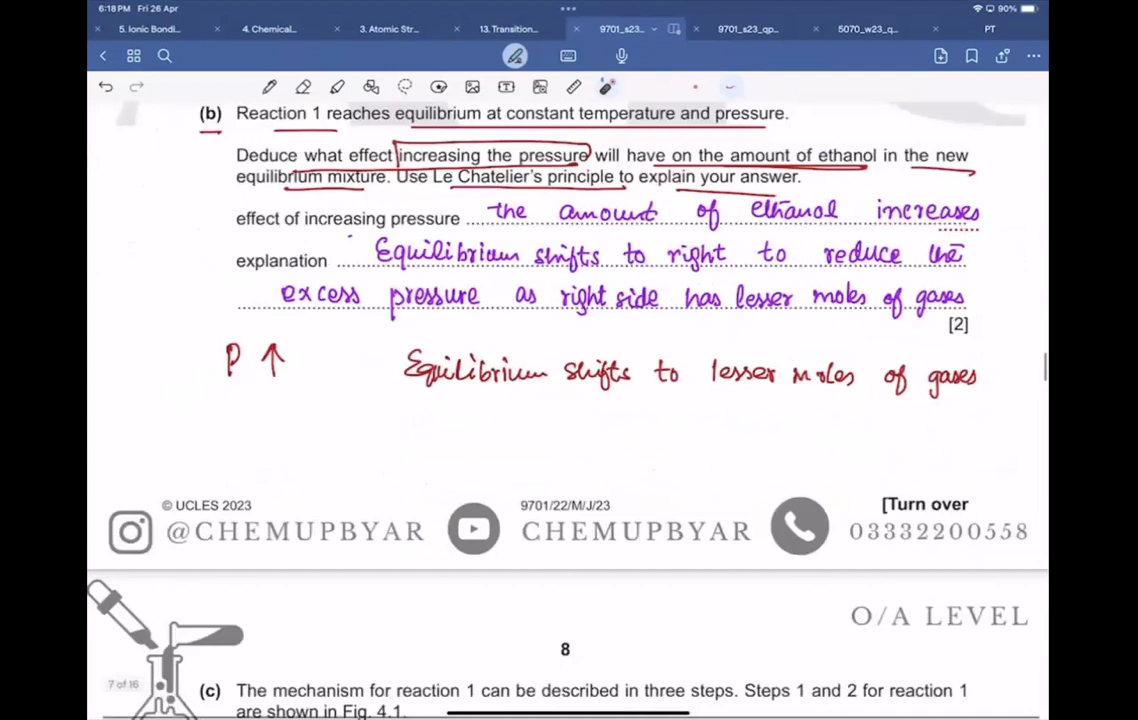 6:18 PM Fri 26 Apr
90%
5. Ionic Bondi... 4. Chemical... 3. Atomic Str... 13. Transition... 9701_s23... 9701_s23_qp... 5070_w23_q... PT
(b) Reaction 1 reaches equilibrium at constant temperature and pressure.
Deduce what effect increasing the pressure will have on the amount of ethanol in the new
equilibrium mixture. Use Le Chatelier's principle to explain your answer.
effect of increasing pressure the amount of ethanol increases
explanation Equilibrium shifts to right to reduce the
excess pressure as right side has lesser moles of gases
[2]
P ↑ Equilibrium shifts to lesser moles of gases
© UCLES 2023 9701/22/M/J/23 [Turn over
@CHEMUPBYAR CHEMUPBYAR 03332200558
O/A LEVEL
8
7 of 16
(c) The mechanism for reaction 1 can be described in three steps. Steps 1 and 2 for reaction 1
are shown in Fig. 4.1.